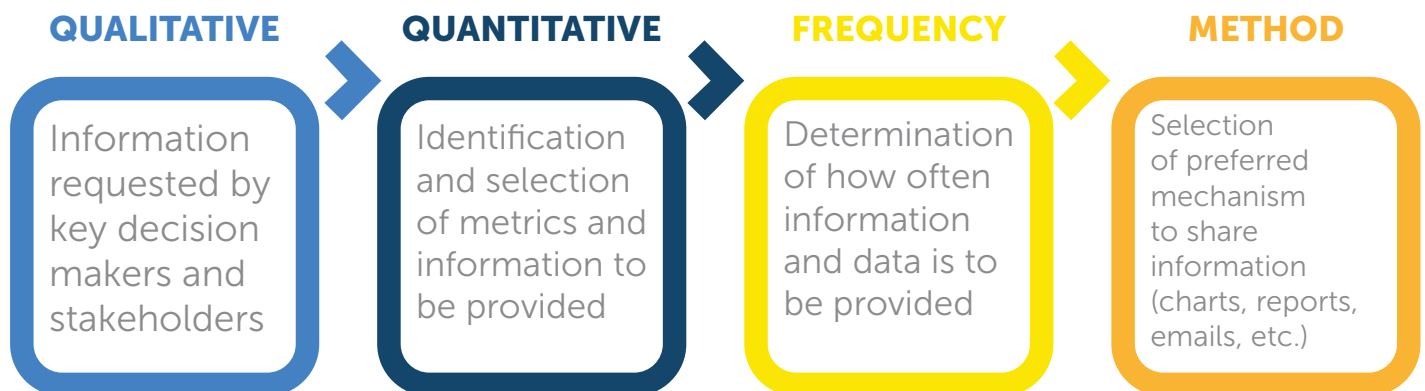 QUALITATIVE
Information
requested by
key decision
makers and
stakeholders
QUANTITATIVE
Identification
and selection
of metrics and
information to
be provided
FREQUENCY
Determination
of how often
information
and data is to
be provided
METHOD
Selection
of preferred
mechanism
to share
information
(charts, reports,
emails, etc.)